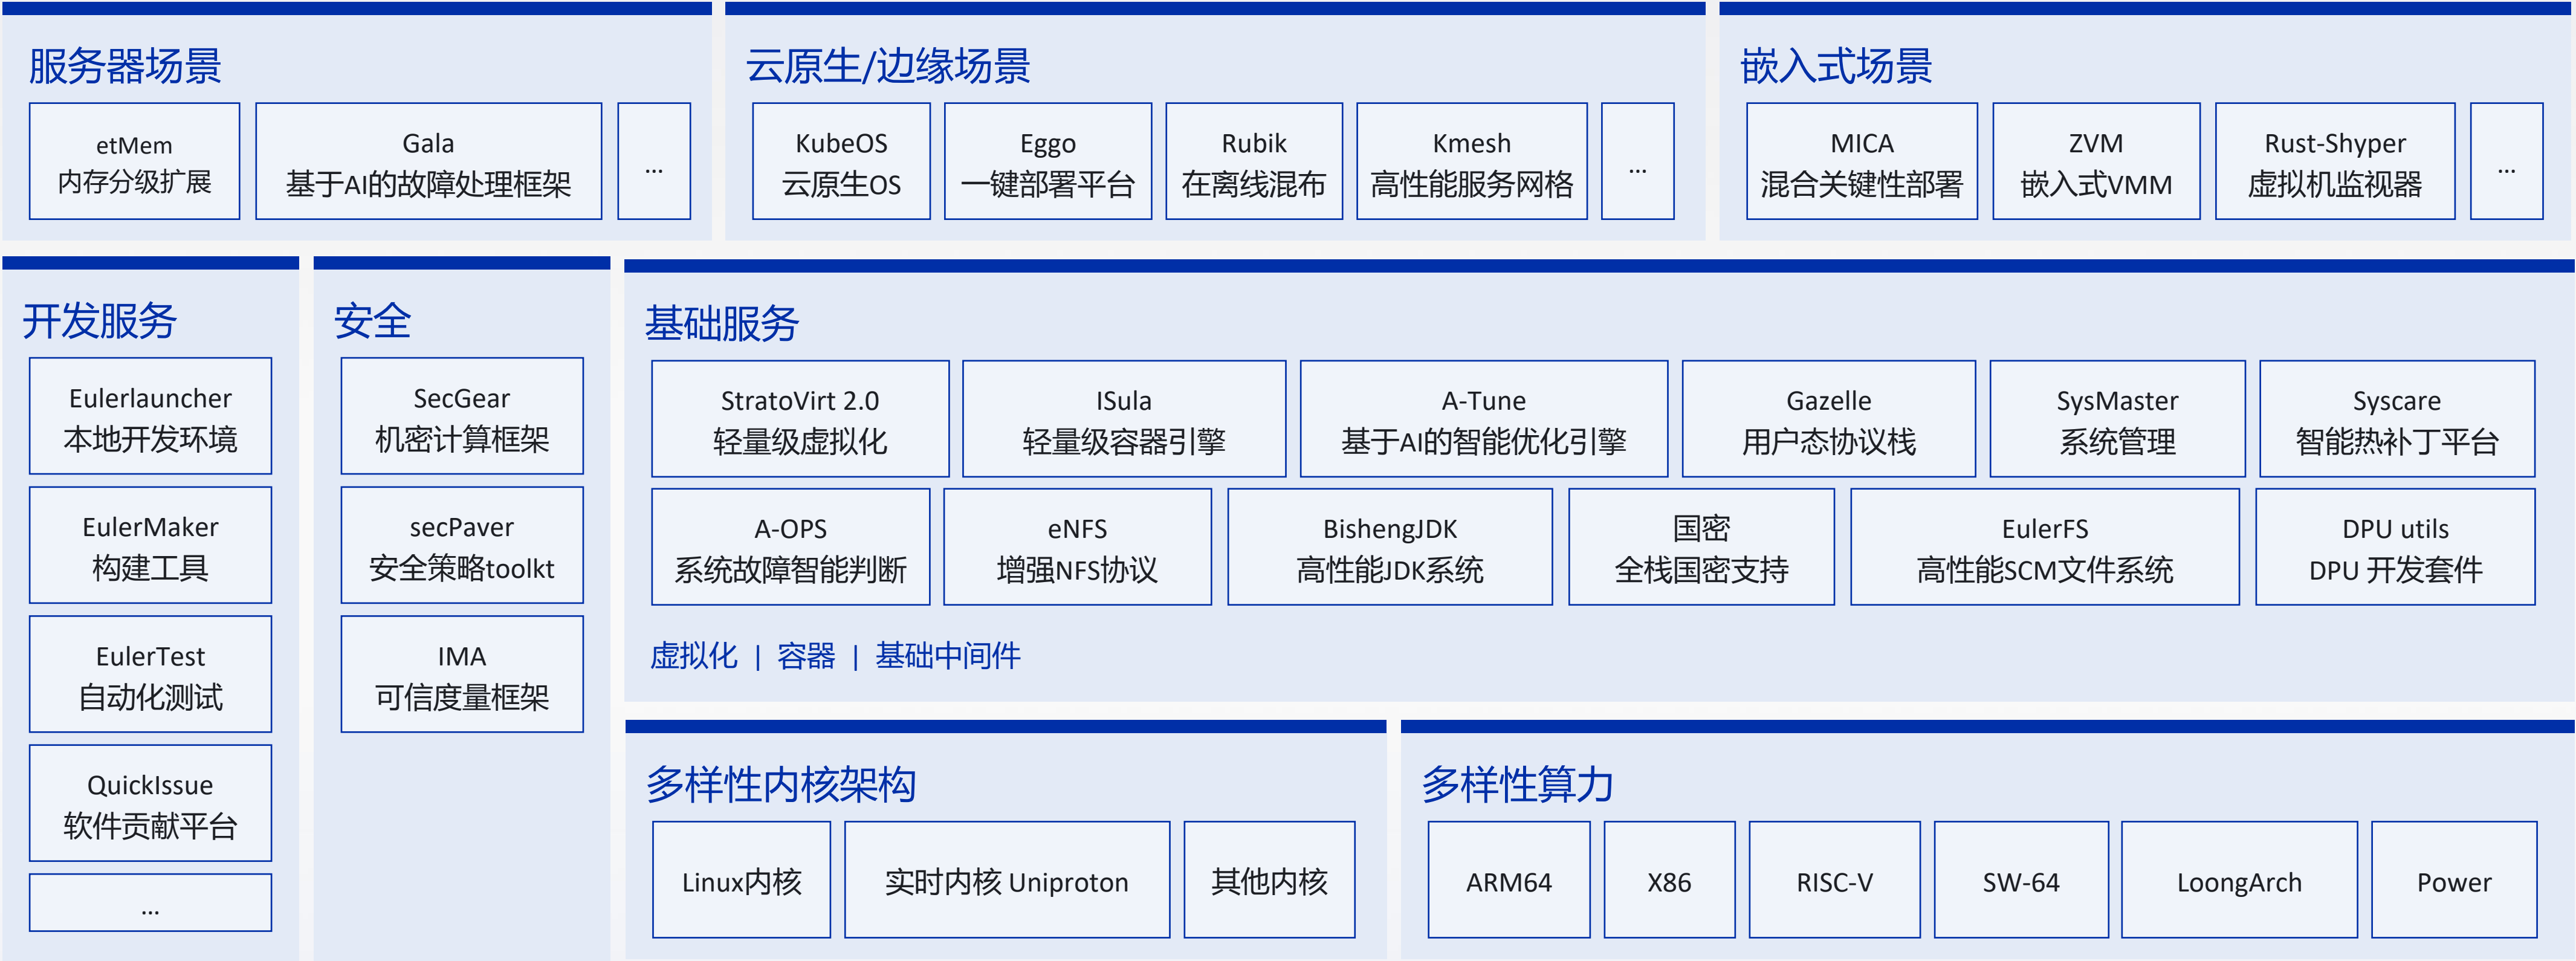 服务器场景
etMem
内存分级扩展
Gala
基于AI的故障处理框架
...
云原生/边缘场景
KubeOS
云原生OS
Eggo
一键部署平台
Rubik
在离线混布
Kmesh
高性能服务网格
...
嵌入式场景
MICA
混合关键性部署
ZVM
嵌入式VMM
Rust-Shyper
虚拟机监视器
...
开发服务
Eulerlauncher
本地开发环境
EulerMaker
构建工具
EulerTest
自动化测试
QuickIssue
软件贡献平台
...
安全
SecGear
机密计算框架
secPaver
安全策略toolkt
IMA
可信度量框架
基础服务
StratoVirt 2.0
轻量级虚拟化
ISula
轻量级容器引擎
A-Tune
基于AI的智能优化引擎
Gazelle
用户态协议栈
SysMaster
系统管理
Syscare
智能热补丁平台
A-OPS
系统故障智能判断
eNFS
增强NFS协议
BishengJDK
高性能JDK系统
国密
全栈国密支持
EulerFS
高性能SCM文件系统
DPU utils
DPU 开发套件
虚拟化 | 容器 | 基础中间件
多样性内核架构
Linux内核
实时内核 Uniproton
其他内核
多样性算力
ARM64
X86
RISC-V
SW-64
LoongArch
Power